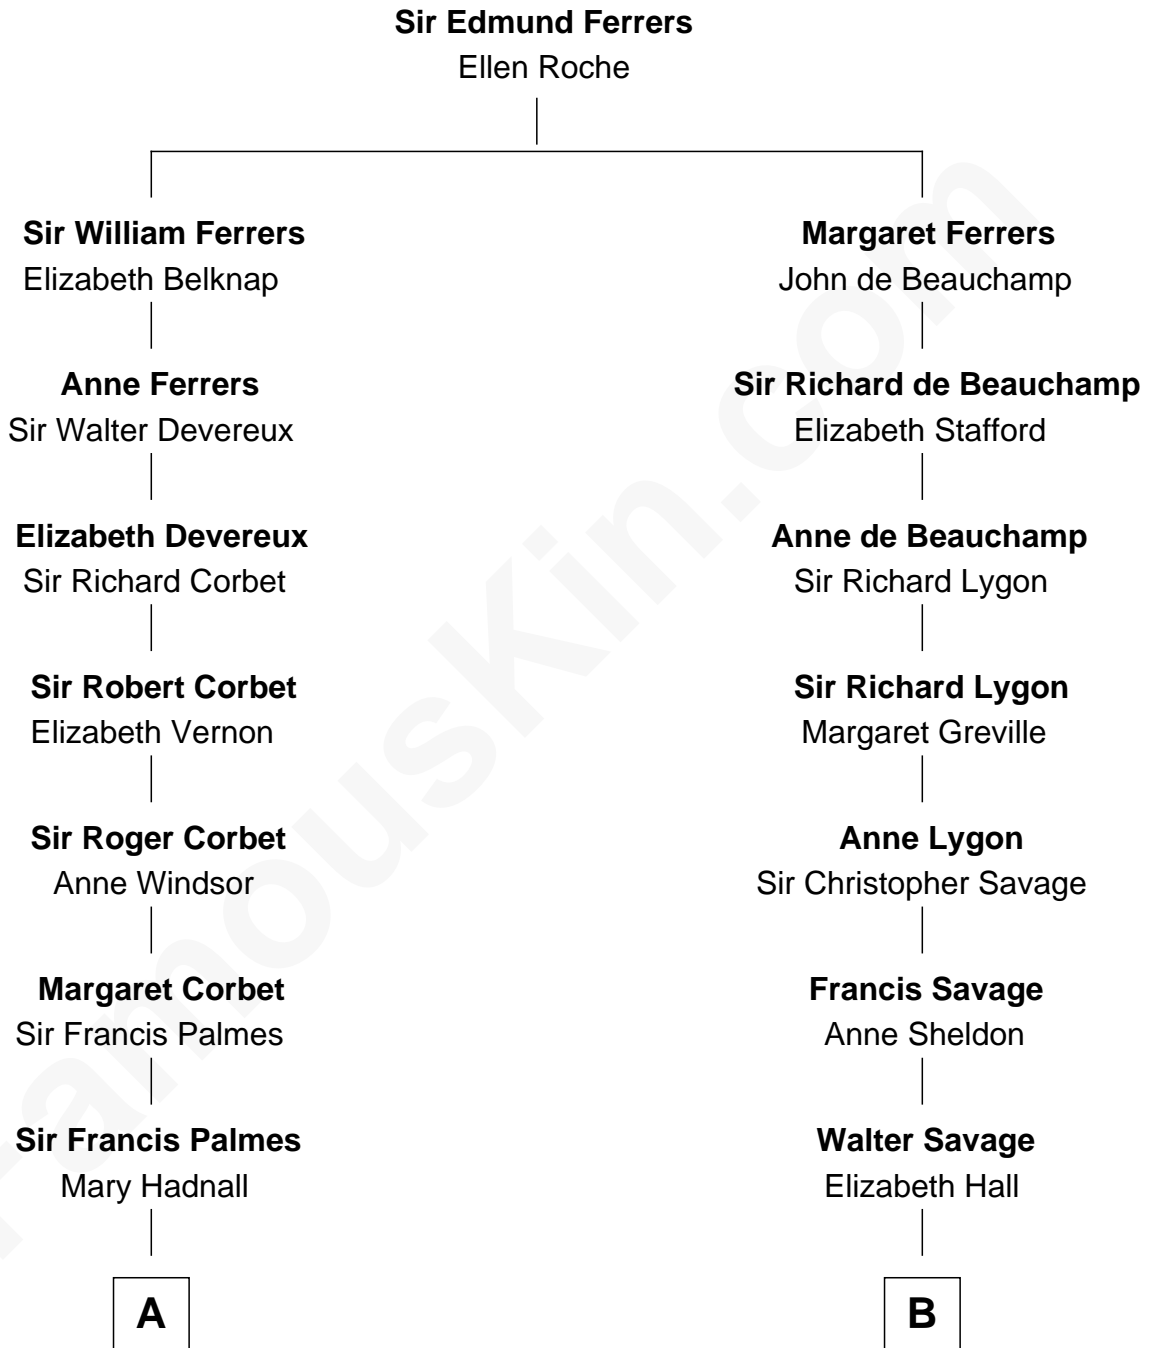 Sir Edmund Ferrers
Ellen Roche
Sir William Ferrers
Elizabeth Belknap
Anne Ferrers
Sir Walter Devereux
Elizabeth Devereux
Sir Richard Corbet
Sir Robert Corbet
Elizabeth Vernon
Sir Roger Corbet
Anne Windsor
Margaret Corbet
Sir Francis Palmes
Sir Francis Palmes
Mary Hadnall
A
Margaret Ferrers
John de Beauchamp
Sir Richard de Beauchamp
Elizabeth Stafford
Anne de Beauchamp
Sir Richard Lygon
Sir Richard Lygon
Margaret Greville
Anne Lygon
Sir Christopher Savage
Francis Savage
Anne Sheldon
Walter Savage
Elizabeth Hall
B
FamousKin.com